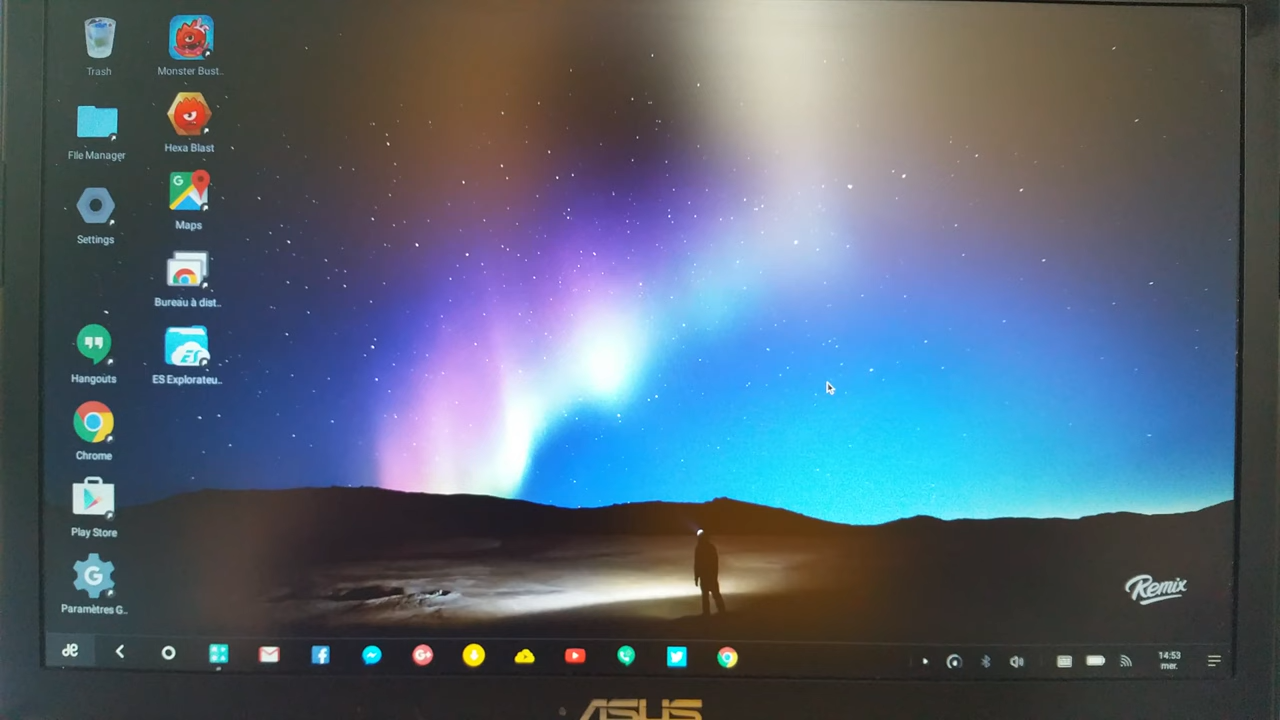 Trash
Monster Bust..
File Manager
Hexa Blast
Settings
Maps
Bureau à dist..
Hangouts
ES Explorateu..
Chrome
Play Store
Paramètres G..
Remix
14:53
mer.
ASUS